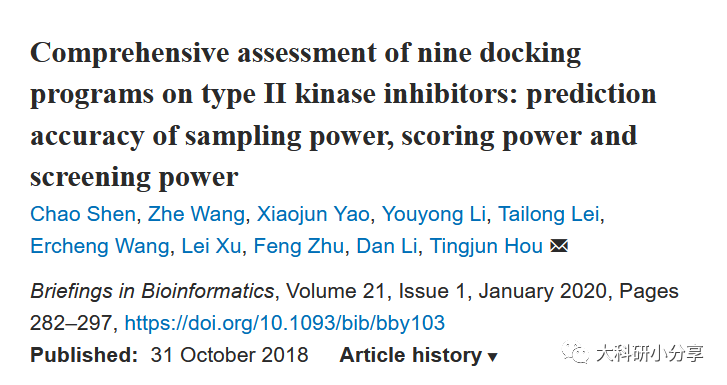 Comprehensive assessment of nine docking
programs on type II kinase inhibitors: prediction
accuracy of sampling power, scoring power and
screening power
Chao Shen, Zhe Wang, Xiaojun Yao, Youyong Li, Tailong Lei,
Ercheng Wang, Lei Xu, Feng Zhu, Dan Li, Tingjun Hou
Briefings in Bioinformatics, Volume 21, Issue 1, January 2020, Pages
282–297, https://doi.org/10.1093/bib/bby103
Published: 31 October 2018 Article history ▼
大科研小分享